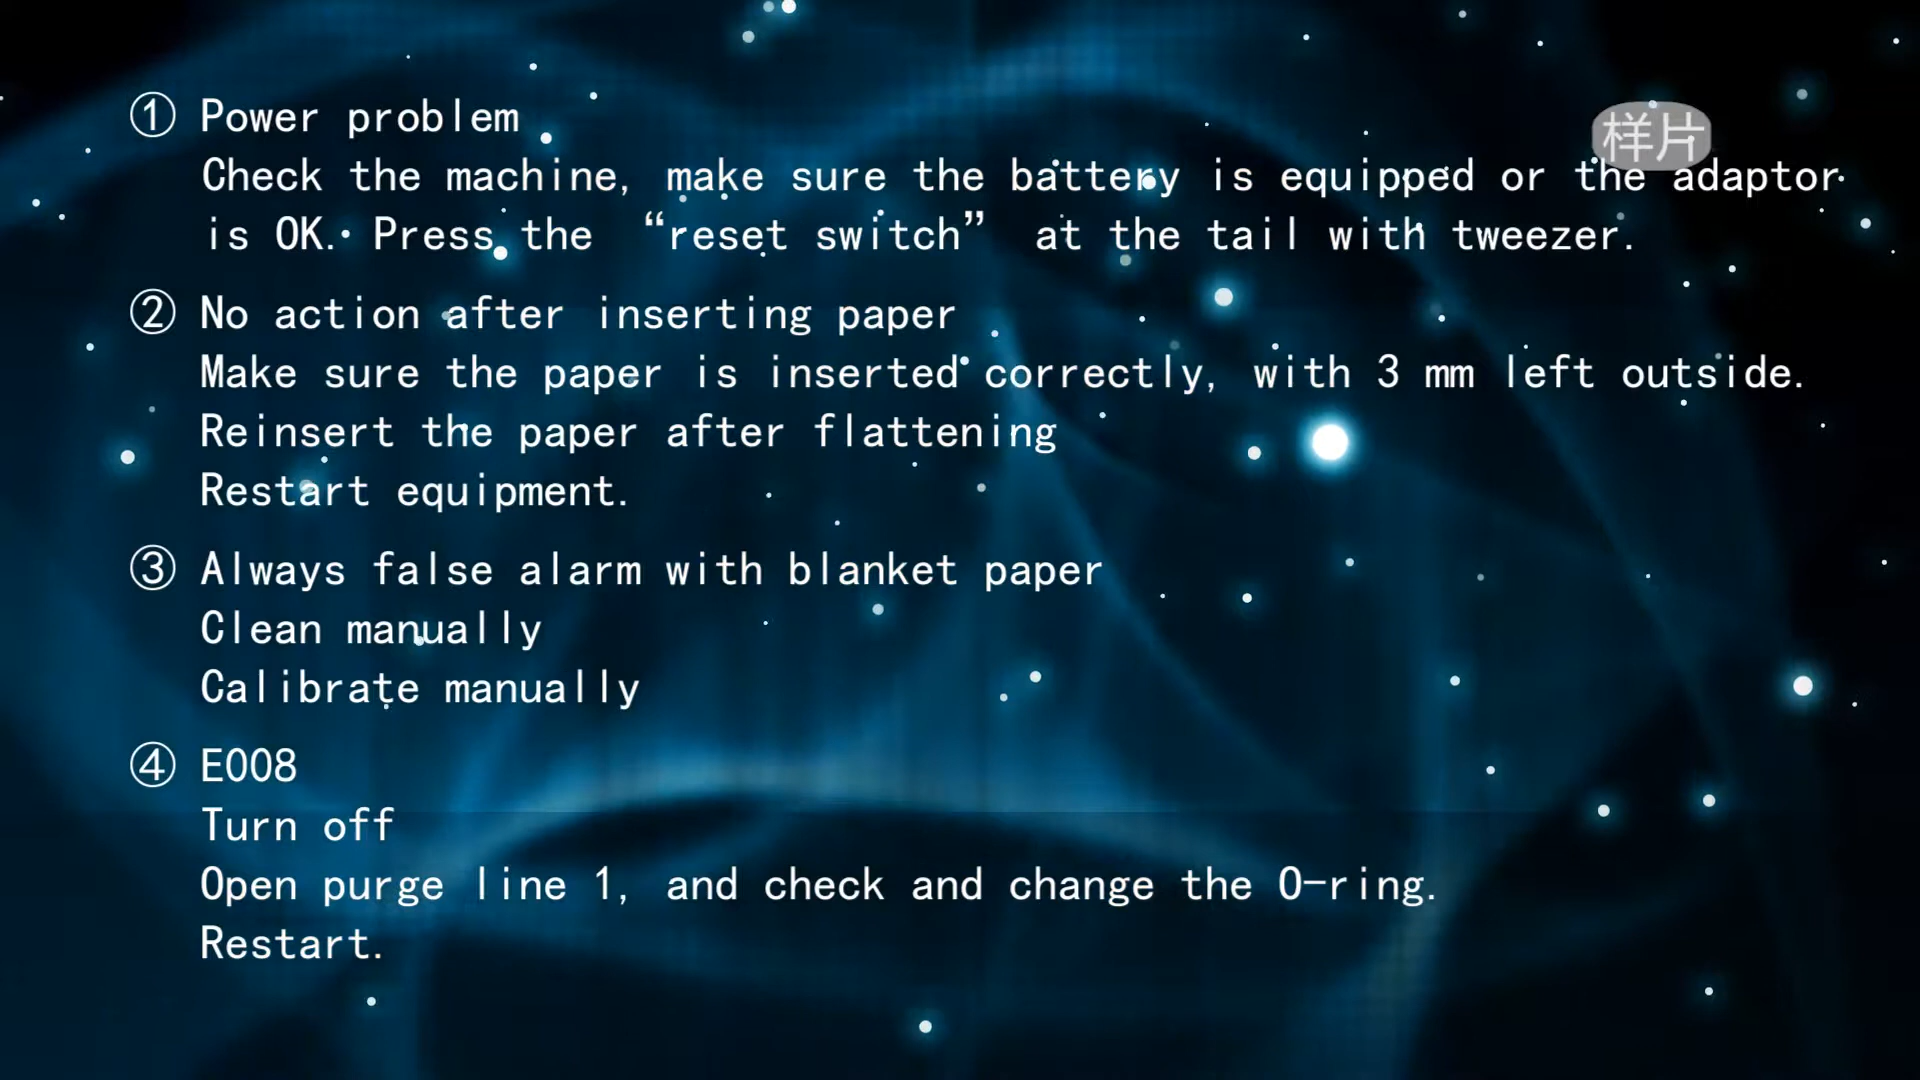 ① Power problem
样片
Check the machine, make sure the battery is equipped or the adaptor
is OK. Press the “reset switch” at the tail with tweezer.
② No action after inserting paper
Make sure the paper is inserted correctly, with 3 mm left outside.
Reinsert the paper after flattening
Restart equipment.
③ Always false alarm with blanket paper
Clean manually
Calibrate manually
④ E008
Turn off
Open purge line 1, and check and change the O-ring.
Restart.